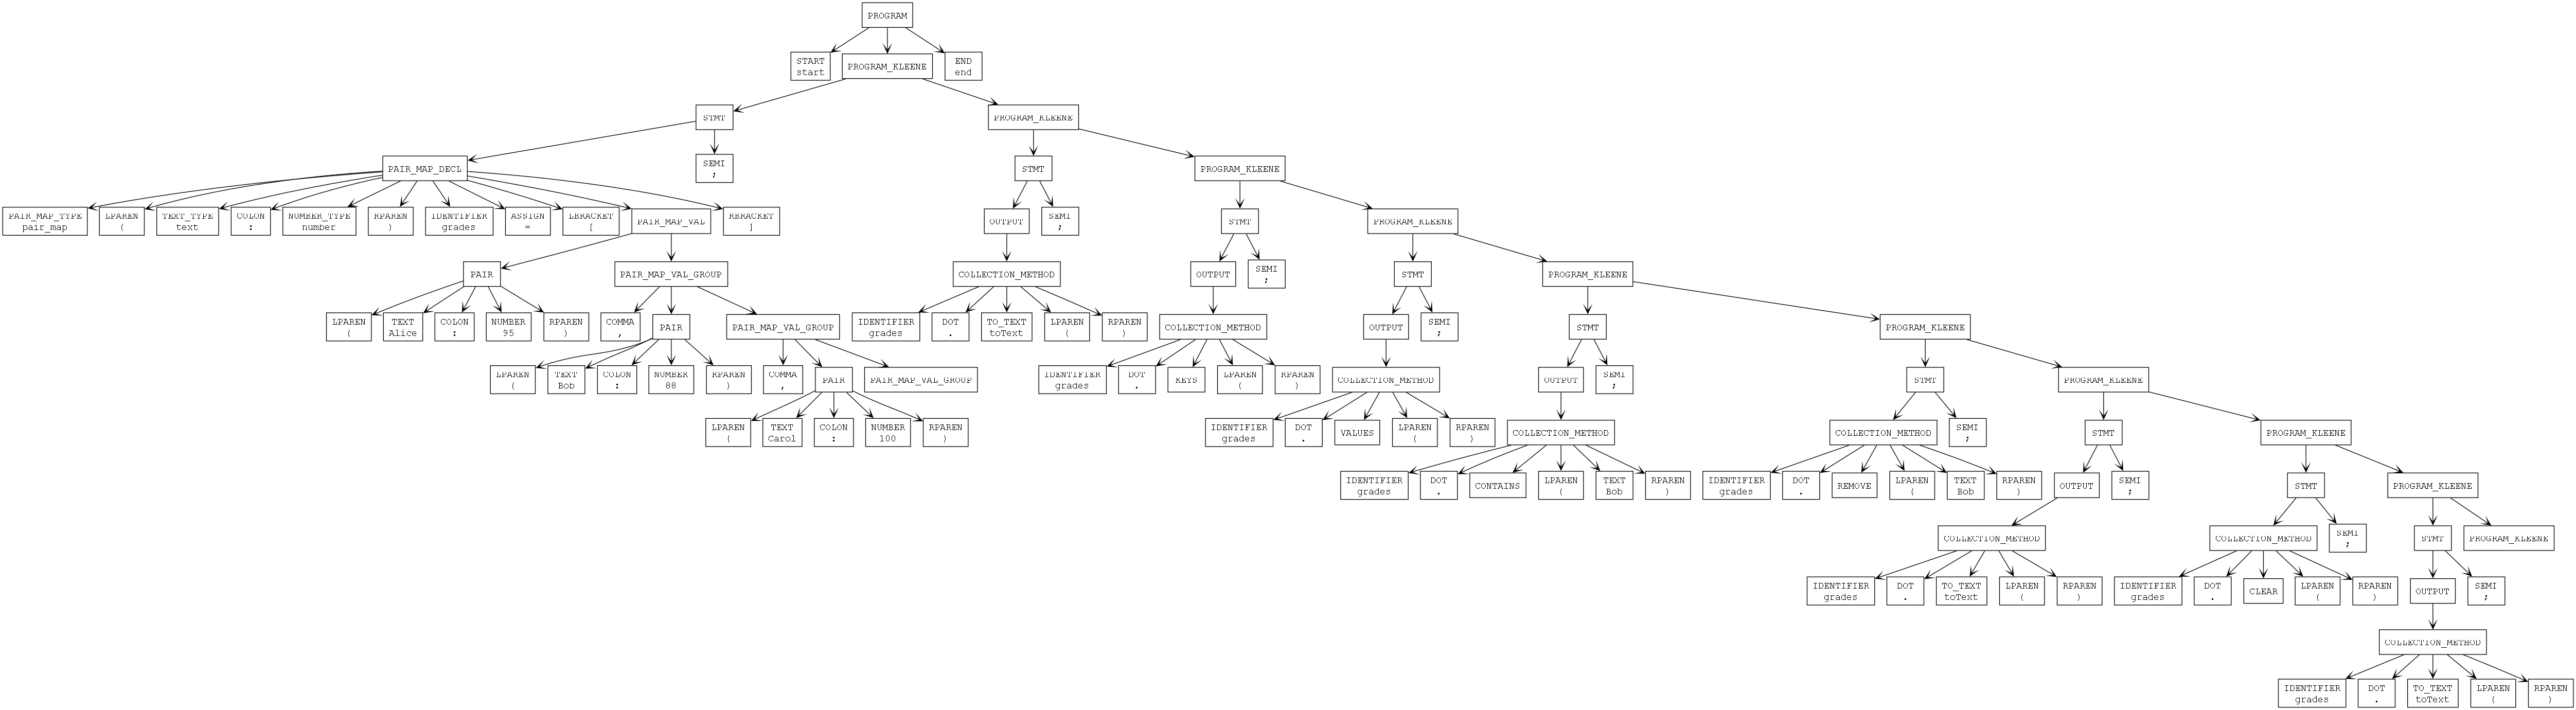 PROGRAM
START
start
PROGRAM_KLEENE
END
end
STMT
PROGRAM_KLEENE
PAIR_MAP_DECL
SEMI
;
STMT
PROGRAM_KLEENE
PAIR_MAP_TYPE
pair_map
LPAREN
(
TEXT_TYPE
text
COLON
:
NUMBER_TYPE
number
RPAREN
)
IDENTIFIER
grades
ASSIGN
=
LBRACKET
[
PAIR_MAP_VAL
RBRACKET
]
OUTPUT
SEMI
;
STMT
PROGRAM_KLEENE
PAIR
PAIR_MAP_VAL_GROUP
COLLECTION_METHOD
OUTPUT
SEMI
;
STMT
PROGRAM_KLEENE
LPAREN
(
TEXT
Alice
COLON
:
NUMBER
95
RPAREN
)
COMMA
,
PAIR
PAIR_MAP_VAL_GROUP
IDENTIFIER
grades
DOT
.
TO_TEXT
toText
LPAREN
(
RPAREN
)
COLLECTION_METHOD
OUTPUT
SEMI
;
STMT
PROGRAM_KLEENE
LPAREN
(
TEXT
Bob
COLON
:
NUMBER
88
RPAREN
)
COMMA
,
PAIR
PAIR_MAP_VAL_GROUP
IDENTIFIER
grades
DOT
.
KEYS
LPAREN
(
RPAREN
)
COLLECTION_METHOD
OUTPUT
SEMI
;
STMT
PROGRAM_KLEENE
LPAREN
(
TEXT
Carol
COLON
:
NUMBER
100
RPAREN
)
IDENTIFIER
grades
DOT
.
VALUES
LPAREN
(
RPAREN
)
COLLECTION_METHOD
COLLECTION_METHOD
SEMI
;
STMT
PROGRAM_KLEENE
IDENTIFIER
grades
DOT
.
CONTAINS
LPAREN
(
TEXT
Bob
RPAREN
)
IDENTIFIER
grades
DOT
.
REMOVE
LPAREN
(
TEXT
Bob
RPAREN
)
OUTPUT
SEMI
;
STMT
PROGRAM_KLEENE
COLLECTION_METHOD
COLLECTION_METHOD
SEMI
;
STMT
PROGRAM_KLEENE
IDENTIFIER
grades
DOT
.
TO_TEXT
toText
LPAREN
(
RPAREN
)
IDENTIFIER
grades
DOT
.
CLEAR
LPAREN
(
RPAREN
)
OUTPUT
SEMI
;
COLLECTION_METHOD
IDENTIFIER
grades
DOT
.
TO_TEXT
toText
LPAREN
(
RPAREN
)